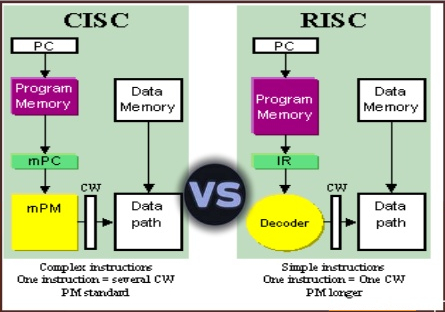 CISC
PC
Program
Memory
Data
Memory
mPC
mPM
CW
Data
path
Complex instructions
One instruction = several CW
PM standard
VS
RISC
PC
Program
Memory
Data
Memory
IR
Decoder
CW
Data
path
Simple instructions
One instruction = One CW
PM longer